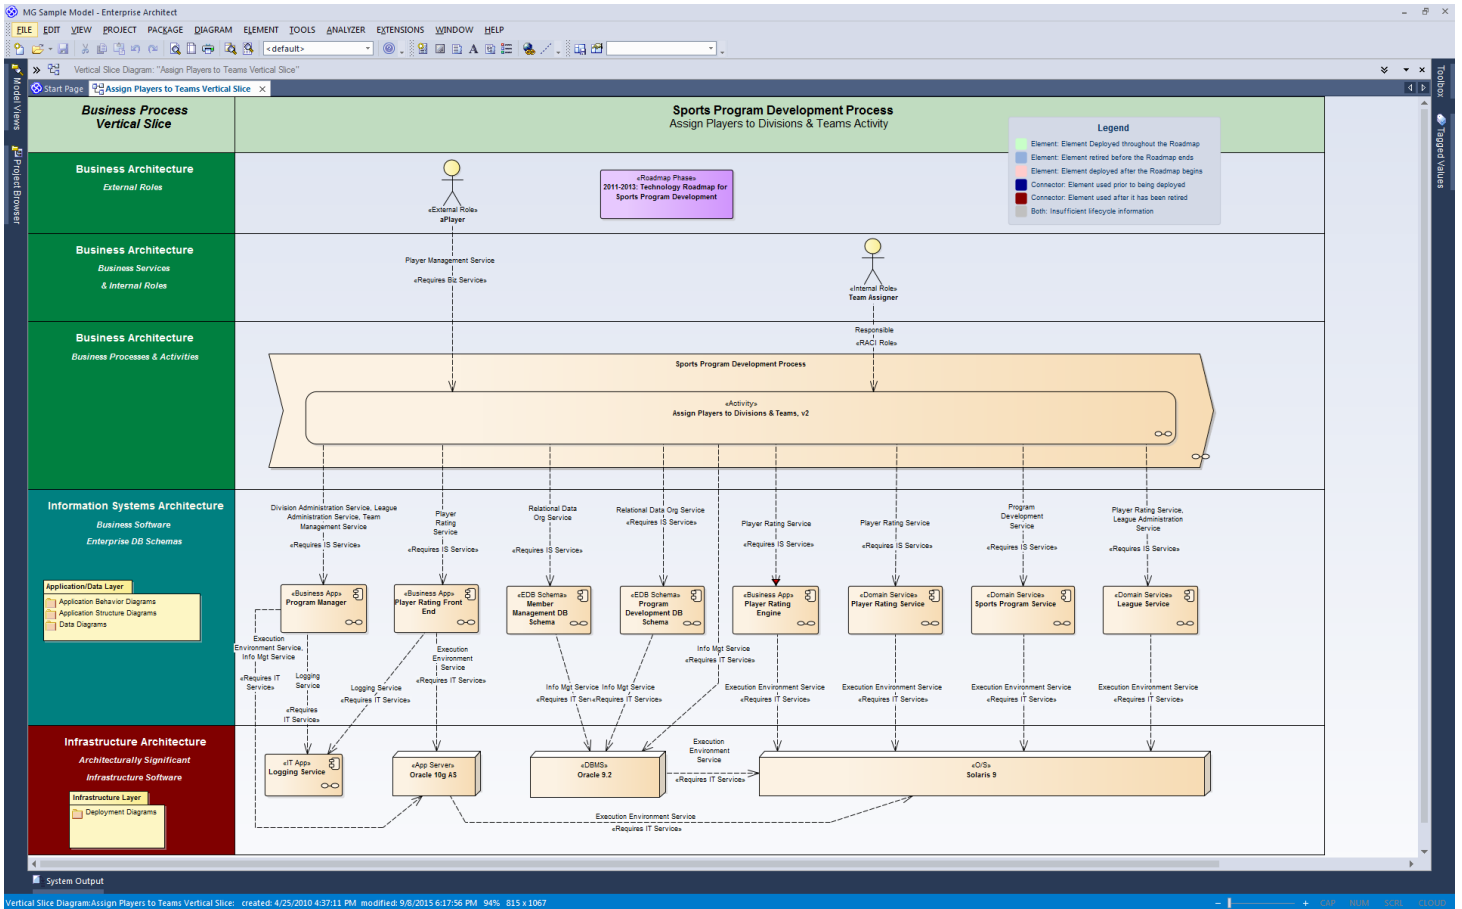 MG Sample Model - Enterprise Architect
FILE EDIT VIEW PROJECT PACKAGE DIAGRAM ELEMENT TOOLS ANALYZER EXTENSIONS WINDOW HELP
<default>
Vertical Slice Diagram: "Assign Players to Teams Vertical Slice"
Start Page
Assign Players to Teams Vertical Slice
Model Views
Project Browser
Toolbox
Tagged Values
Business Process
Vertical Slice
Sports Program Development Process
Assign Players to Divisions & Teams Activity
Legend
Element: Element Deployed throughout the Roadmap
Element: Element retired before the Roadmap ends
Element: Element deployed after the Roadmap begins
Connector: Element used prior to being deployed
Connector: Element used after it has been retired
Both: Insufficient lifecycle information
Business Architecture
External Roles
«External Role»
aPlayer
«Roadmap Phase»
2011-2013: Technology Roadmap for
Sports Program Development
Business Architecture
Business Services
& Internal Roles
Player Management Service
«Requires Biz Service»
«Internal Role»
Team Assigner
Business Architecture
Business Processes & Activities
Responsible
«RACI Role»
Sports Program Development Process
«Activity»
Assign Players to Divisions & Teams, v2
Information Systems Architecture
Business Software
Enterprise DB Schemas
Application/Data Layer
Application Behavior Diagrams
Application Structure Diagrams
Data Diagrams
Division Administration Service, League
Administration Service, Team
Management Service
«Requires IS Service»
Player
Rating
Service
«Requires IS Service»
Relational Data
Org Service
«Requires IS Service»
Relational Data Org Service
«Requires IS Service»
Player Rating Service
«Requires IS Service»
Player Rating Service
«Requires IS Service»
Program
Development
Service
«Requires IS Service»
Player Rating Service,
League Administration
Service
«Requires IS Service»
«Business App»
Program Manager
«Business App»
Player Rating Front
End
«EDB Schema»
Member
Management DB
Schema
«EDB Schema»
Program
Development DB
Schema
«Business App»
Player Rating
Engine
«Domain Service»
Player Rating Service
«Domain Service»
Sports Program Service
«Domain Service»
League Service
Execution
Environment Service,
Info Mgt Service
«Requires IT
Service»
Logging
Service
«Requires
IT Service»
Logging Service
«Requires IT Service»
Execution
Environment
Service
«Requires IT Service»
Info Mgt Service
«Requires IT Ser
Info Mgt Service
«Requires IT Service»
Info Mgt Service
«Requires IT Service»
Execution Environment Service
«Requires IT Service»
Execution Environment Service
«Requires IT Service»
Execution Environment Service
«Requires IT Service»
Execution Environment Service
«Requires IT Service»
Infrastructure Architecture
Architecturally Significant
Infrastructure Software
Infrastructure Layer
Deployment Diagrams
«IT App»
Logging Service
«App Server»
Oracle 10g AS
«DBMS»
Oracle 9.2
Execution
Environment
Service
«Requires IT Service»
«O/S»
Solaris 9
Execution Environment Service
«Requires IT Service»
System Output
Vertical Slice Diagram:Assign Players to Teams Vertical Slice: created: 4/25/2010 4:37:11 PM modified: 9/8/2015 6:17:56 PM 94% 815 x 1067
CAP NUM SCRL CLOUD